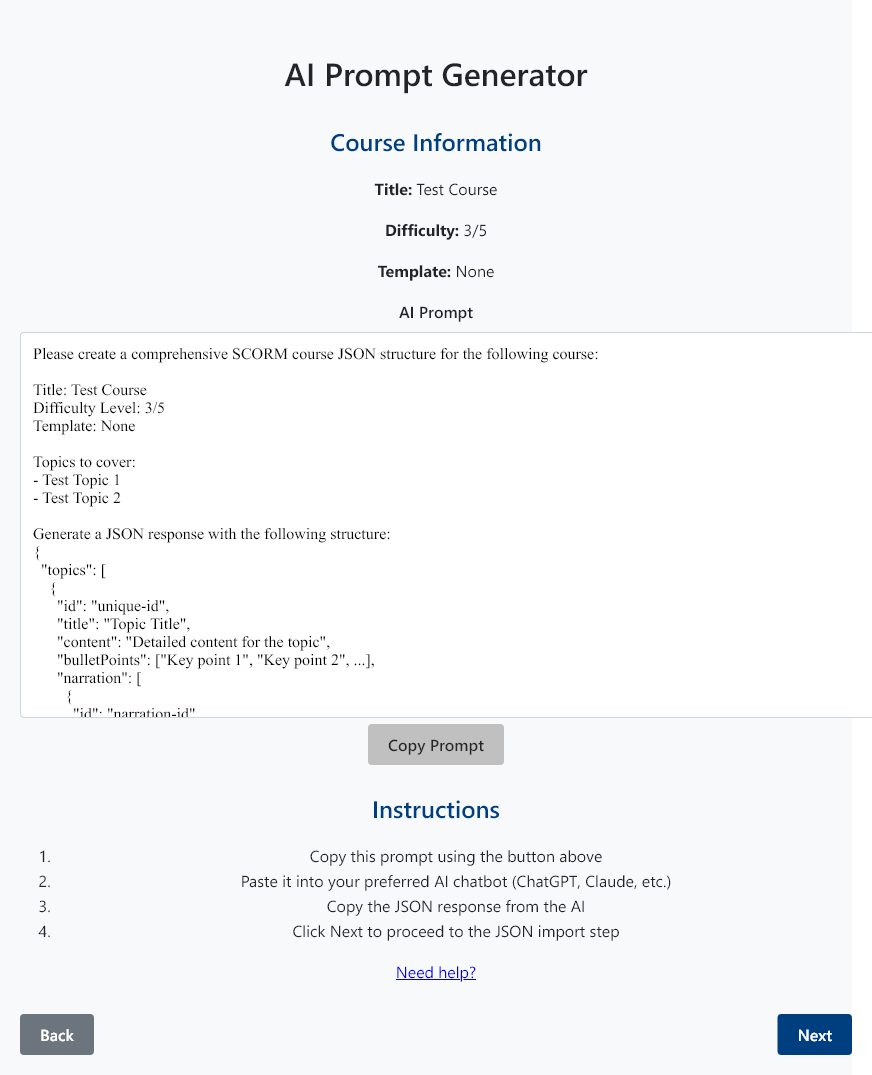 AI Prompt Generator
Course Information
Title: Test Course
Difficulty: 3/5
Template: None
AI Prompt
Please create a comprehensive SCORM course JSON structure for the following course:
Title: Test Course
Difficulty Level: 3/5
Template: None
Topics to cover:
- Test Topic 1
- Test Topic 2
Generate a JSON response with the following structure:
{
"topics": [
{
"id": "unique-id",
"title": "Topic Title",
"content": "Detailed content for the topic",
"bulletPoints": ["Key point 1", "Key point 2", ...],
"narration": [
{
"id": "narration-id"
Copy Prompt
Instructions
1. Copy this prompt using the button above
2. Paste it into your preferred AI chatbot (ChatGPT, Claude, etc.)
3. Copy the JSON response from the AI
4. Click Next to proceed to the JSON import step
Need help?
Back
Next